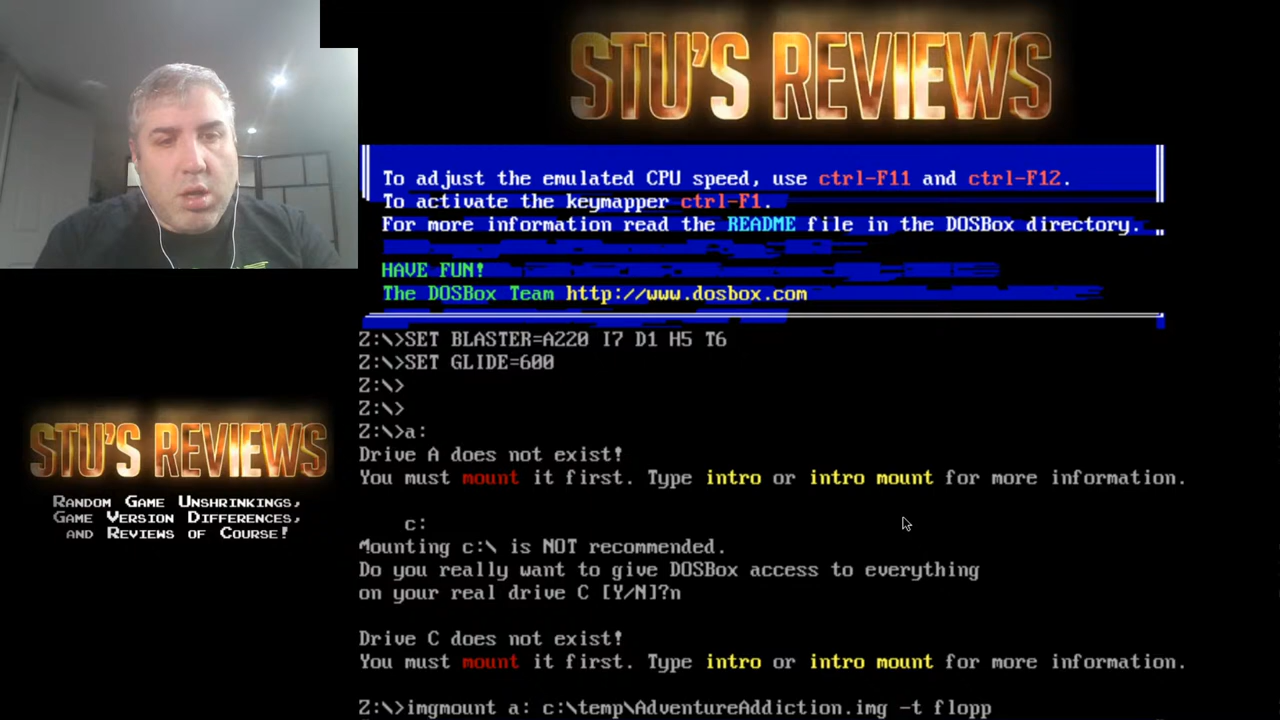 STU'S REVIEWS
To adjust the emulated CPU speed, use ctrl-F11 and ctrl-F12.
To activate the keymapper ctrl-F1.
For more information read the README file in the DOSBox directory.
HAVE FUN!
The DOSBox Team http://www.dosbox.com
Z:\>SET BLASTER=A220 I7 D1 H5 T6
Z:\>SET GLIDE=600
Z:\>
Z:\>
Z:\>a:
Drive A does not exist!
You must mount it first. Type intro or intro mount for more information.
c:
Mounting c:\ is NOT recommended.
Do you really want to give DOSBox access to everything
on your real drive C [Y/N]?n
Drive C does not exist!
You must mount it first. Type intro or intro mount for more information.
Z:\>imgmount a: c:\temp\AdventureAddiction.img -t flopp
STU'S REVIEWS
Random Game Unshrinkings,
Game Version Differences,
and Reviews of Course!